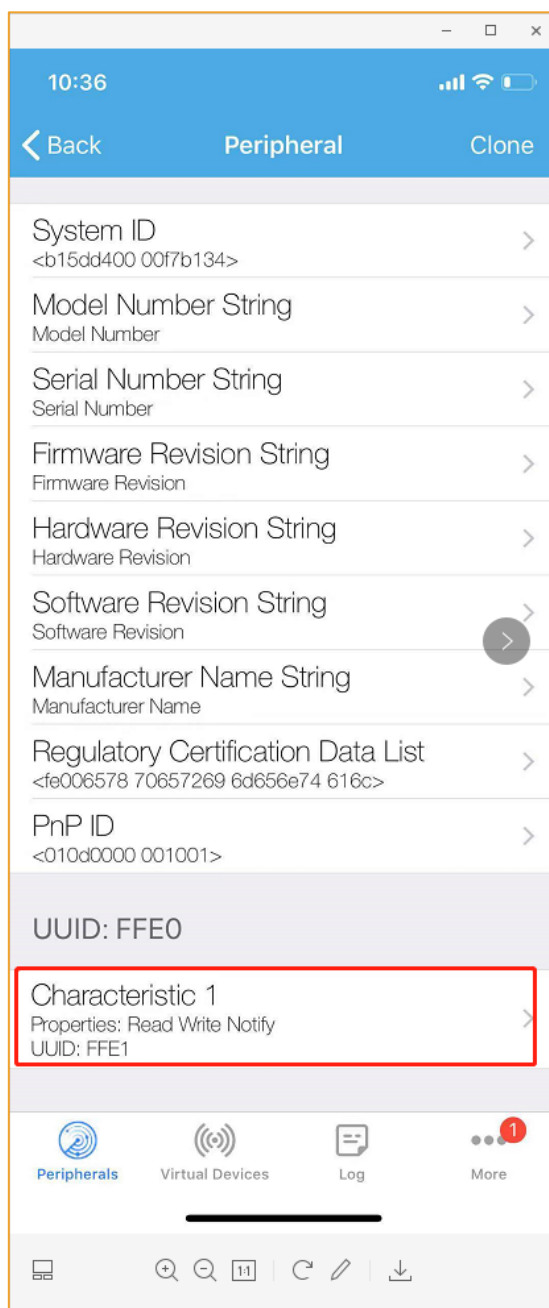 10:36
Back Peripheral Clone
System ID
<b15dd400 00f7b134>
Model Number String
Model Number
Serial Number String
Serial Number
Firmware Revision String
Firmware Revision
Hardware Revision String
Hardware Revision
Software Revision String
Software Revision
Manufacturer Name String
Manufacturer Name
Regulatory Certification Data List
<fe006578 70657269 6d656e74 616c>
PnP ID
<010d0000 001001>
UUID: FFE0
Characteristic 1
Properties: Read Write Notify
UUID: FFE1
1
Peripherals Virtual Devices Log More
1:1